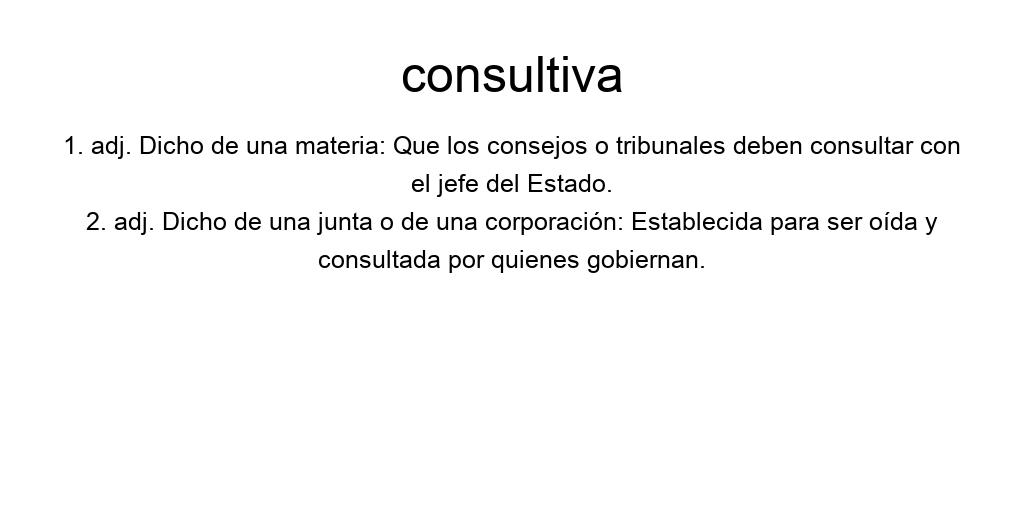 consultiva
1. adj. Dicho de una materia: Que los consejos o tribunales deben consultar con
el jefe del Estado.
2. adj. Dicho de una junta o de una corporación: Establecida para ser oída y
consultada por quienes gobiernan.